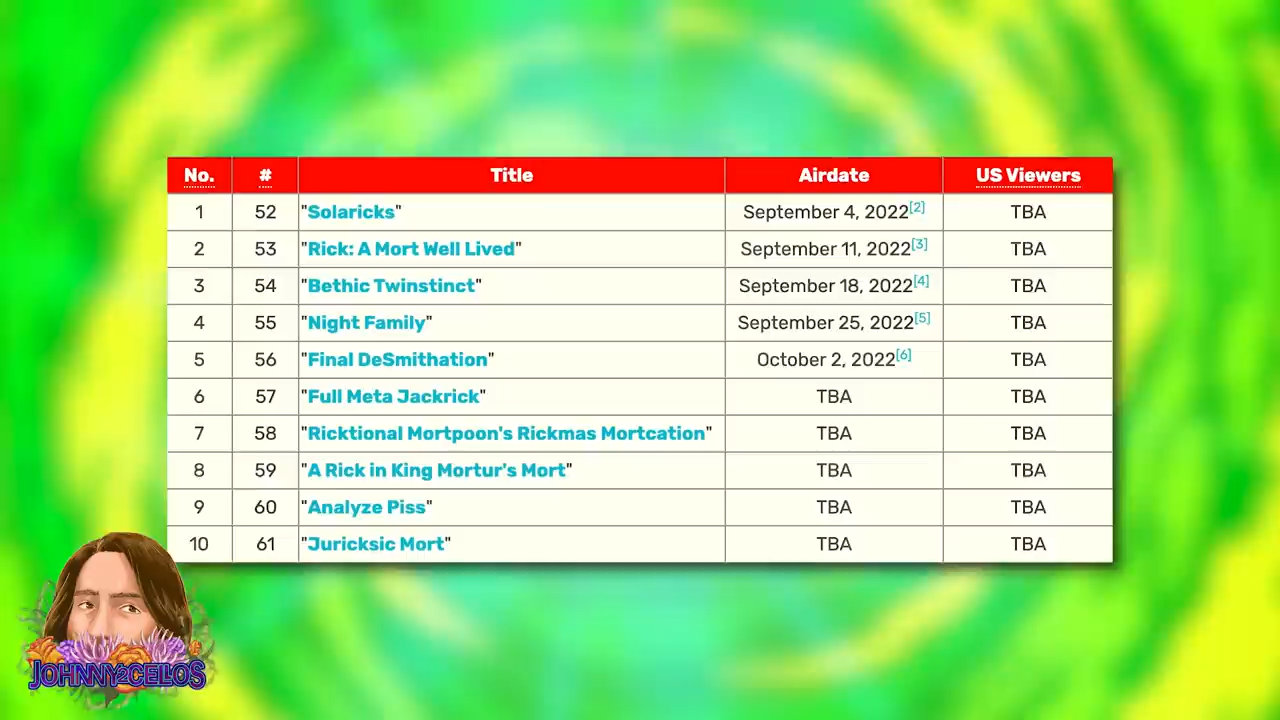 No. # Title Airdate US Viewers
1 52 "Solaricks" September 4, 2022[2] TBA
2 53 "Rick: A Mort Well Lived" September 11, 2022[3] TBA
3 54 "Bethic Twinstinct" September 18, 2022[4] TBA
4 55 "Night Family" September 25, 2022[5] TBA
5 56 "Final DeSmithation" October 2, 2022[6] TBA
6 57 "Full Meta Jackrick" TBA TBA
7 58 "Ricktional Mortpoon's Rickmas Mortcation" TBA TBA
8 59 "A Rick in King Mortur's Mort" TBA TBA
9 60 "Analyze Piss" TBA TBA
10 61 "Juricksic Mort" TBA TBA
JOHNNY2CELLOS